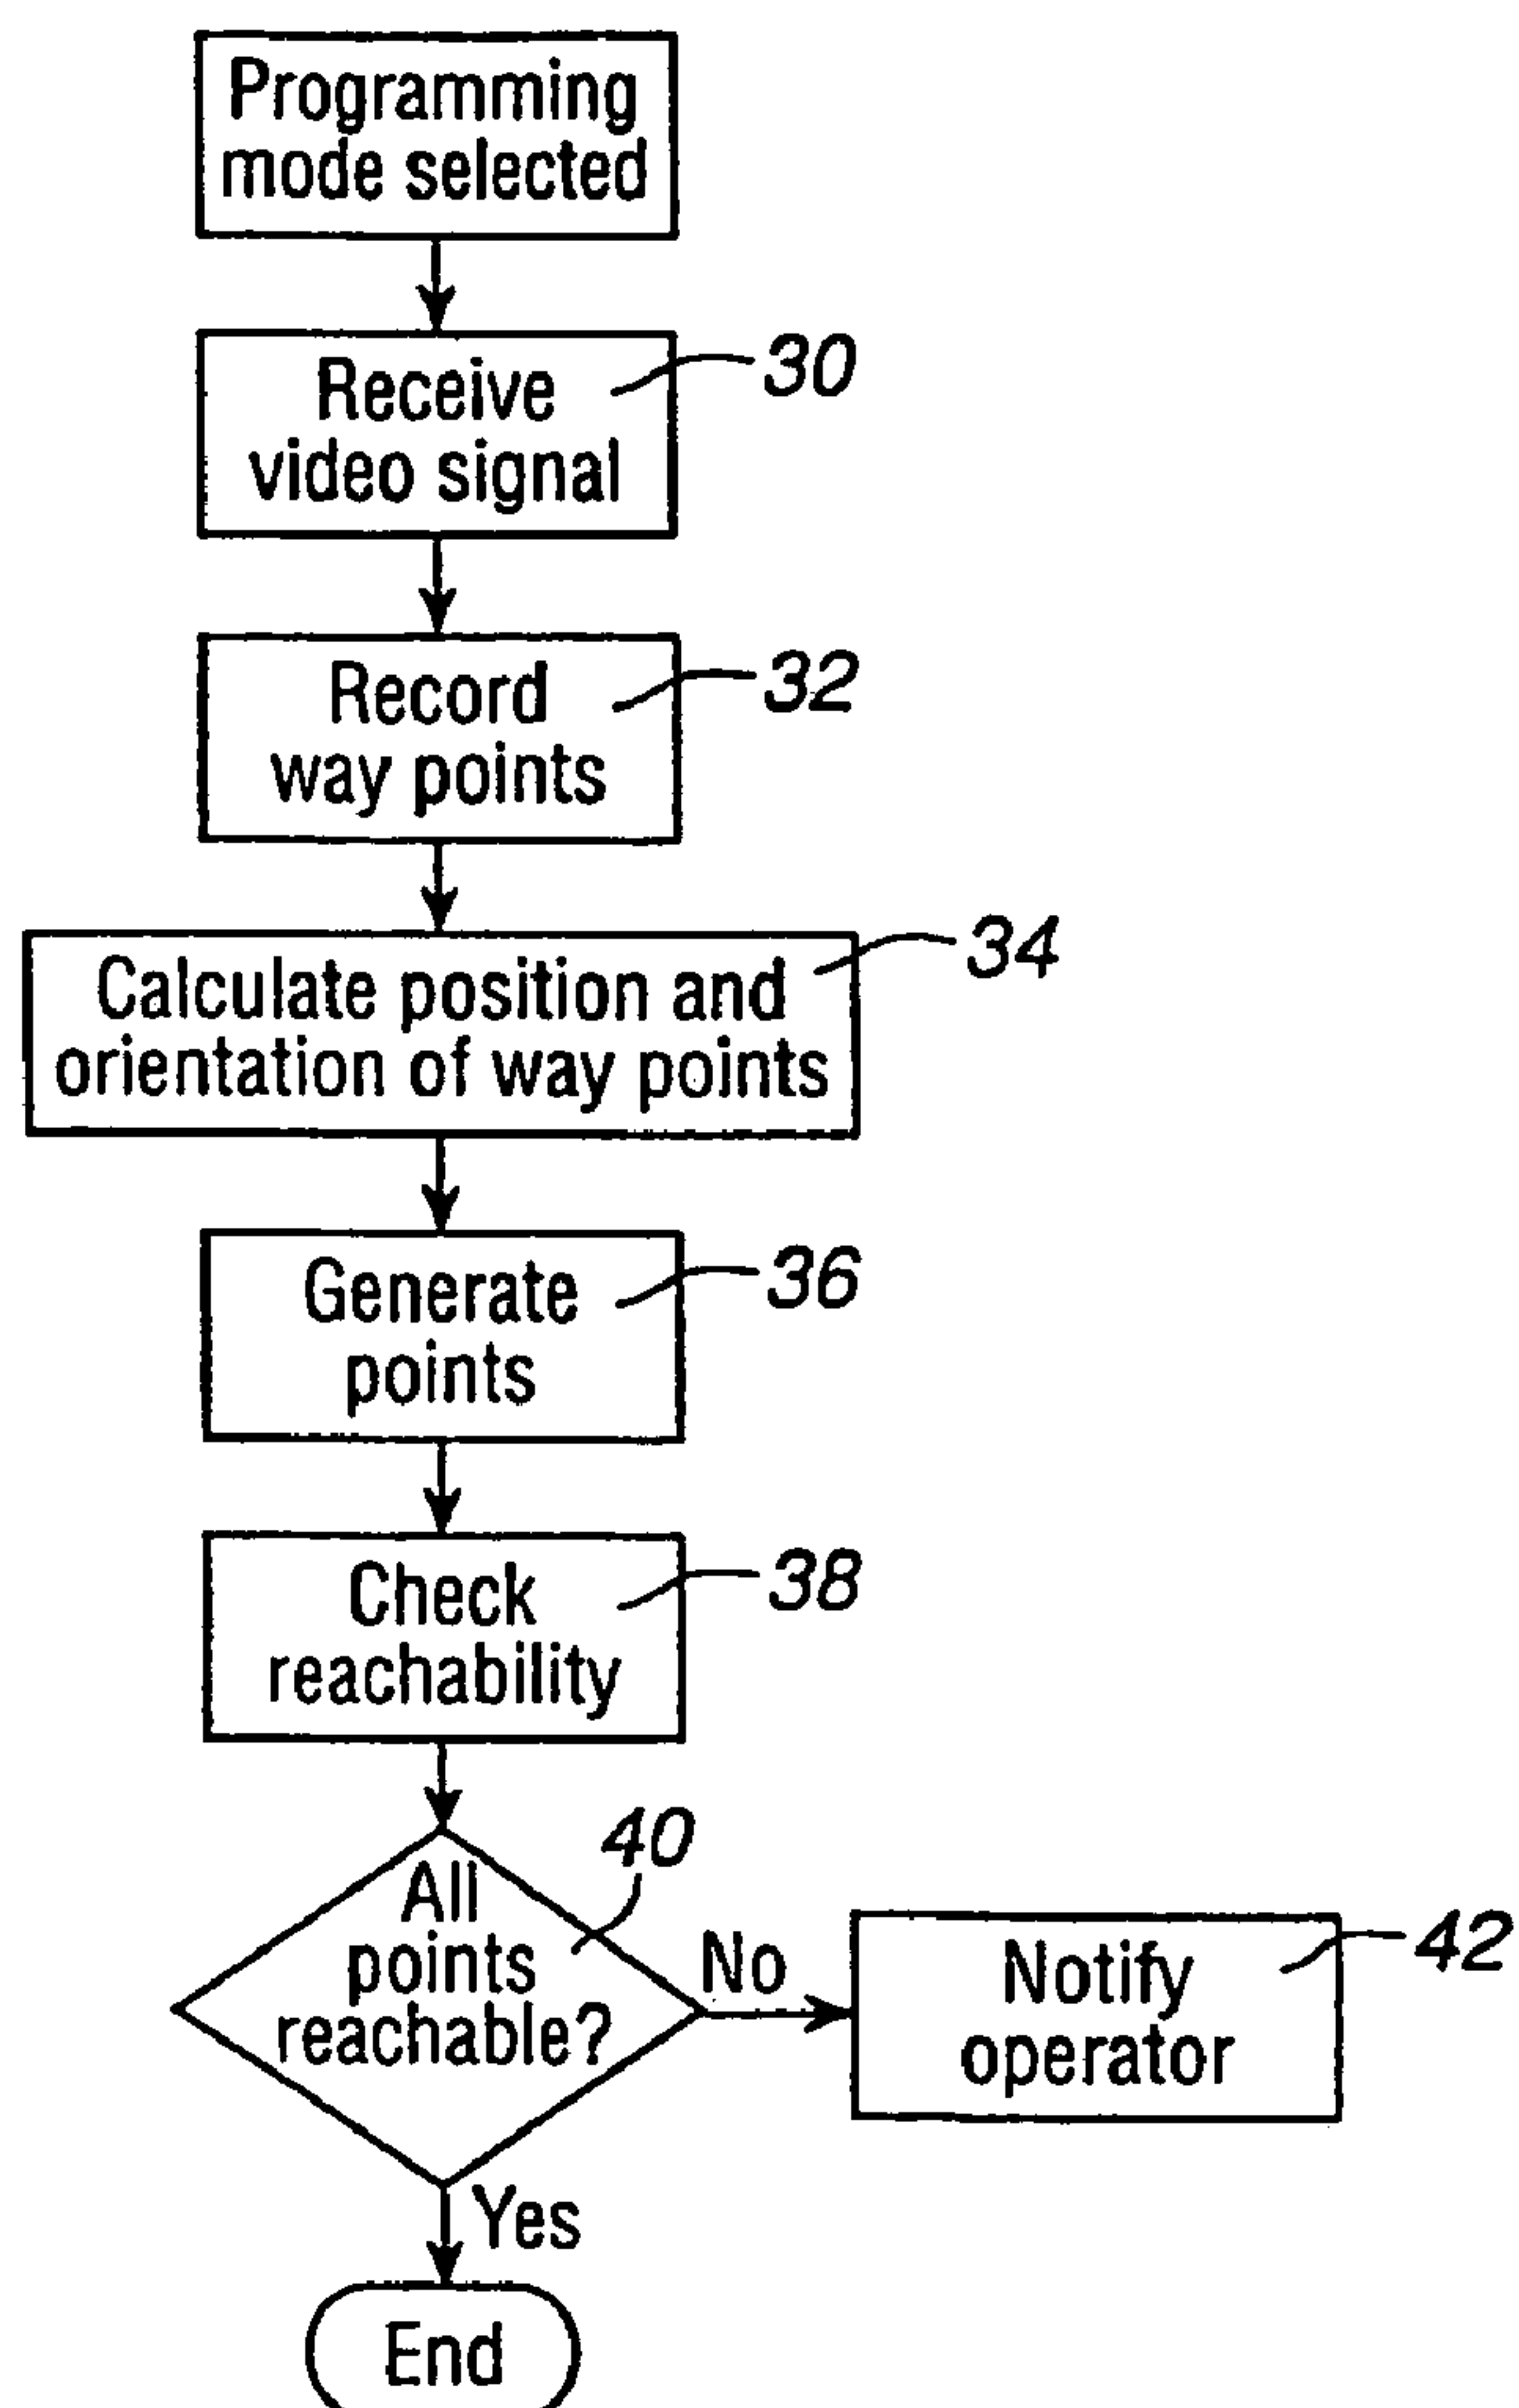 Programming
mode selected
Receive
video signal
30
Record
way points
32
Calculate position and
orientation of way points
34
Generate
points
36
Check
reachability
38
All
points
reachable?
40
No
Notify
operator
42
Yes
End